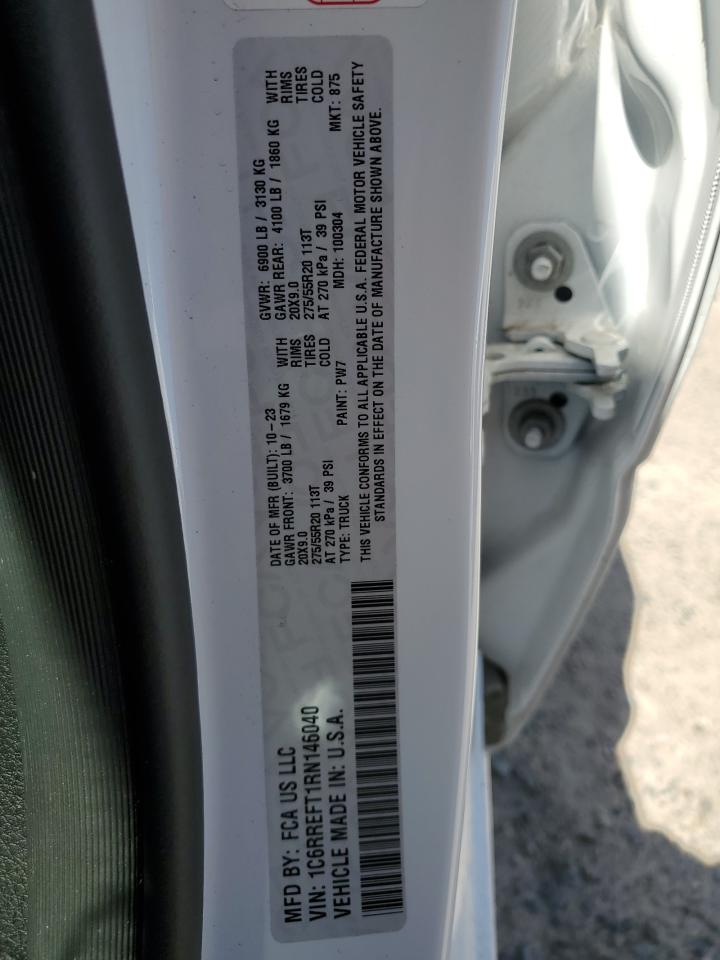 MFD BY: FCA US LLC
VIN: 1C6RREFT1RN146040
VEHICLE MADE IN: U.S.A.
DATE OF MFR (BUILT): 10-23 GVWR: 6900 LB / 3130 KG
GAWR FRONT: 3700 LB / 1679 KG WITH GAWR REAR: 4100 LB / 1860 KG WITH
20X9.0 RIMS 20X9.0 RIMS
275/55R20 113T TIRES 275/55R20 113T TIRES
AT 270 kPa / 39 PSI COLD AT 270 kPa / 39 PSI COLD
TYPE: TRUCK PAINT: PW7 MDH: 100304 MKT: 875
THIS VEHICLE CONFORMS TO ALL APPLICABLE U.S.A. FEDERAL MOTOR VEHICLE SAFETY
STANDARDS IN EFFECT ON THE DATE OF MANUFACTURE SHOWN ABOVE.